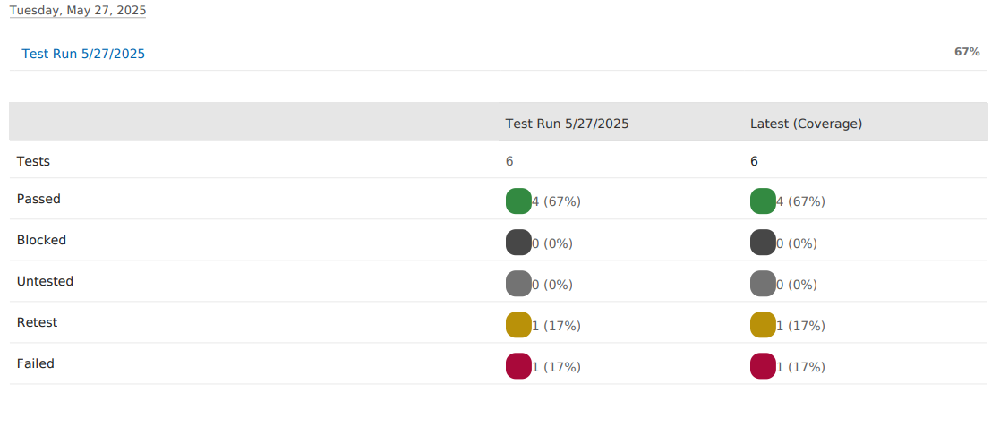 Tuesday, May 27, 2025
Test Run 5/27/2025 67%
Test Run 5/27/2025 Latest (Coverage)
Tests 6 6
Passed 4 (67%) 4 (67%)
Blocked 0 (0%) 0 (0%)
Untested 0 (0%) 0 (0%)
Retest 1 (17%) 1 (17%)
Failed 1 (17%) 1 (17%)